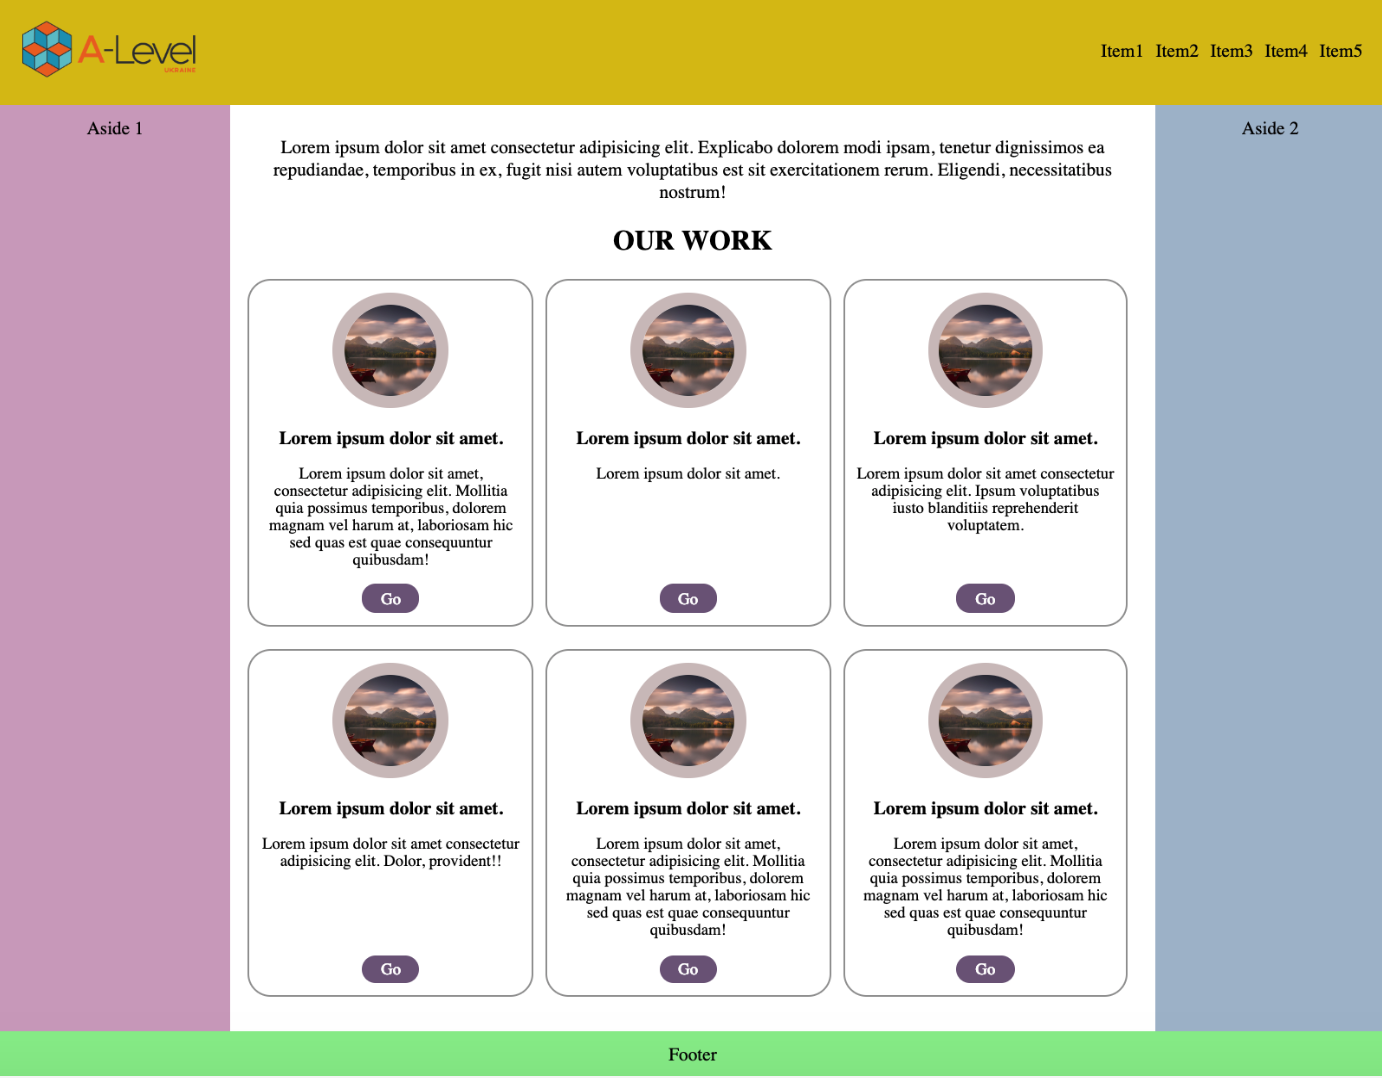 A-Level
UKRAINE
Item1 Item2 Item3 Item4 Item5
Aside 1
Lorem ipsum dolor sit amet consectetur adipisicing elit. Explicabo dolorem modi ipsam, tenetur dignissimos ea
repudiandae, temporibus in ex, fugit nisi autem voluptatibus est sit exercitationem rerum. Eligendi, necessitatibus
nostrum!
OUR WORK
Lorem ipsum dolor sit amet.
Lorem ipsum dolor sit amet,
consectetur adipisicing elit. Mollitia
quia possimus temporibus, dolorem
magnam vel harum at, laboriosam hic
sed quas est quae consequuntur
quibusdam!
Go
Lorem ipsum dolor sit amet.
Lorem ipsum dolor sit amet.
Go
Lorem ipsum dolor sit amet.
Lorem ipsum dolor sit amet consectetur
adipisicing elit. Ipsum voluptatibus
iusto blanditiis reprehenderit
voluptatem.
Go
Lorem ipsum dolor sit amet.
Lorem ipsum dolor sit amet consectetur
adipisicing elit. Dolor, provident!!
Go
Lorem ipsum dolor sit amet.
Lorem ipsum dolor sit amet,
consectetur adipisicing elit. Mollitia
quia possimus temporibus, dolorem
magnam vel harum at, laboriosam hic
sed quas est quae consequuntur
quibusdam!
Go
Lorem ipsum dolor sit amet.
Lorem ipsum dolor sit amet,
consectetur adipisicing elit. Mollitia
quia possimus temporibus, dolorem
magnam vel harum at, laboriosam hic
sed quas est quae consequuntur
quibusdam!
Go
Aside 2
Footer